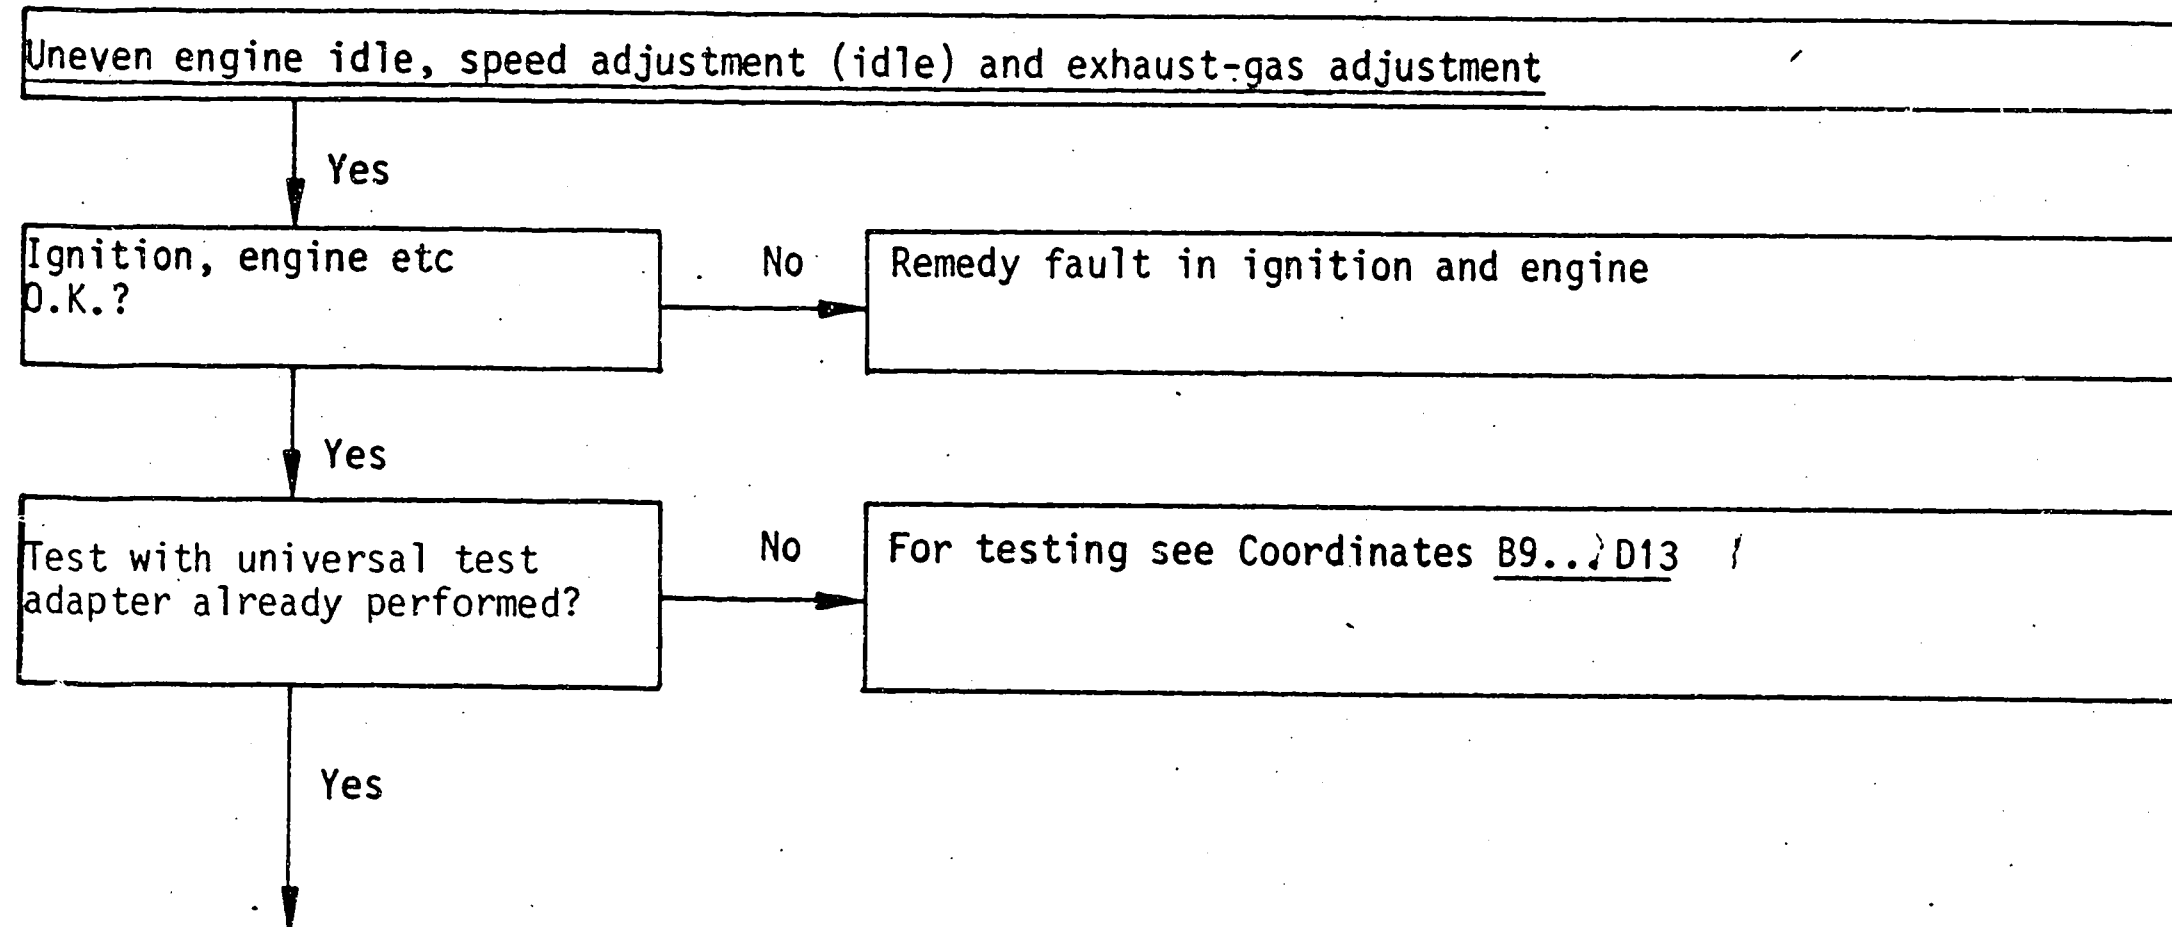 Uneven engine idle, speed adjustment (idle) and exhaust-gas adjustment
Yes
Ignition, engine etc
O.K.?
No
Remedy fault in ignition and engine
Yes
Test with universal test
adapter already performed?
No
For testing see Coordinates B9... D13
Yes